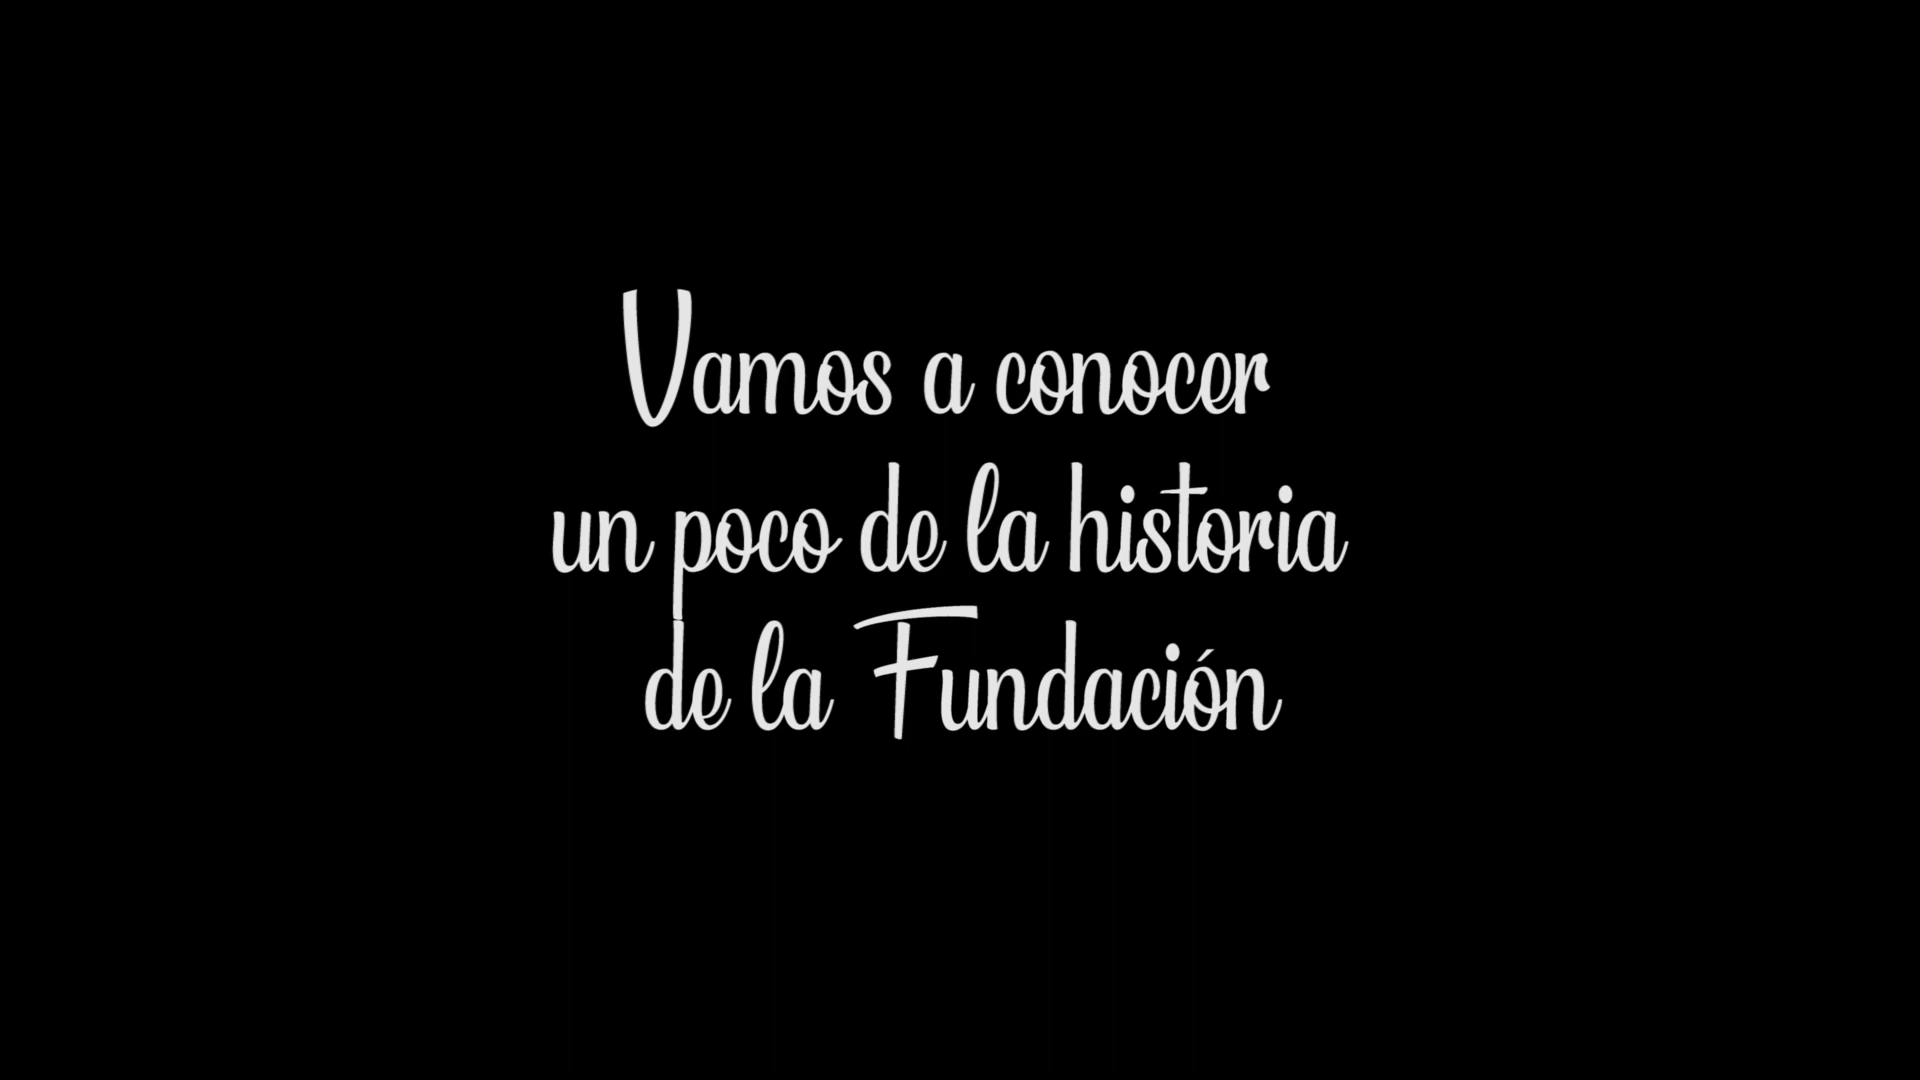 Vamos a conocer
un poco de la historia
de la Fundación